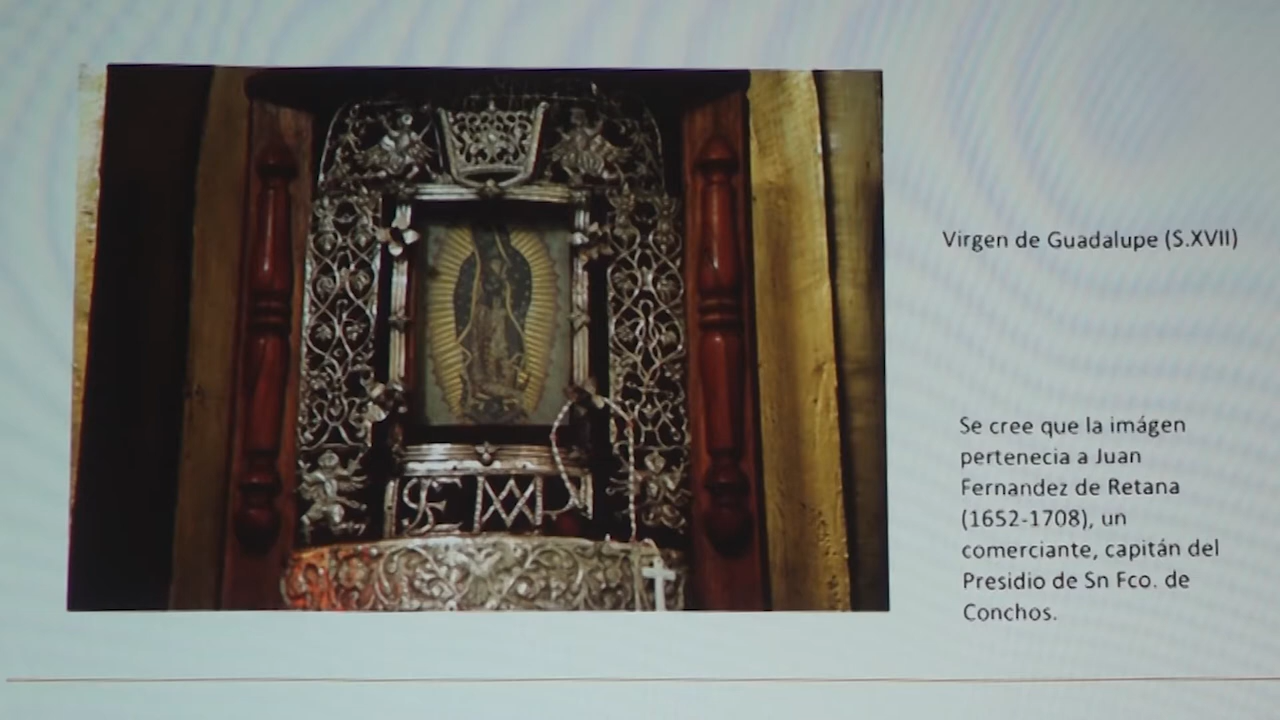 Virgen de Guadalupe (S.XVII)
Se cree que la imágen
pertenecia a Juan
Fernandez de Retana
(1652-1708), un
comerciante, capitán del
Presidio de Sn Fco. de
Conchos.